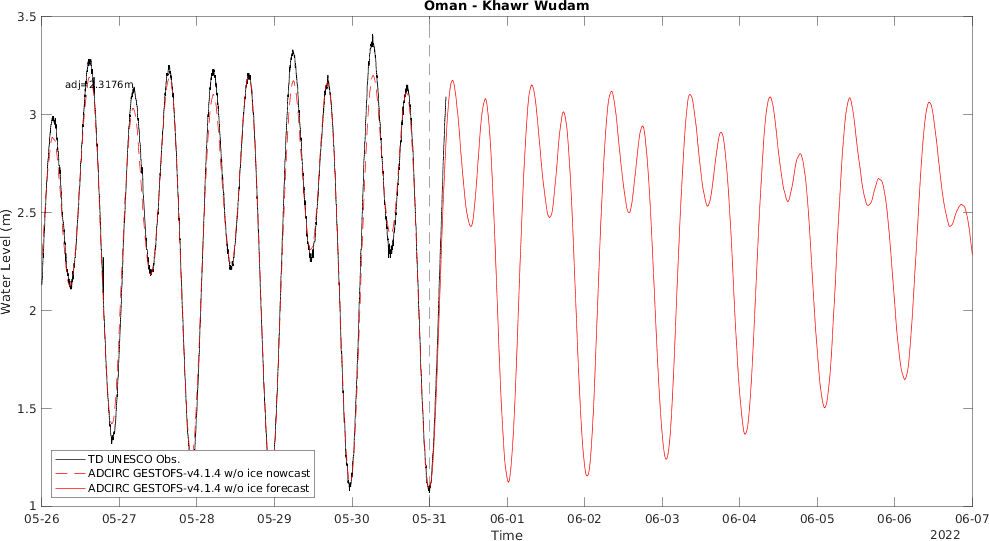 Oman - Khawr Wudam
3.5
3
2.5
2
1.5
1
Water Level (m)
adj=2.3176m
TD UNESCO Obs.
ADCIRC GESTOFS-v4.1.4 w/o ice nowcast
ADCIRC GESTOFS-v4.1.4 w/o ice forecast
05-26 05-27 05-28 05-29 05-30 05-31 06-01 06-02 06-03 06-04 06-05 06-06 06-07
Time
2022